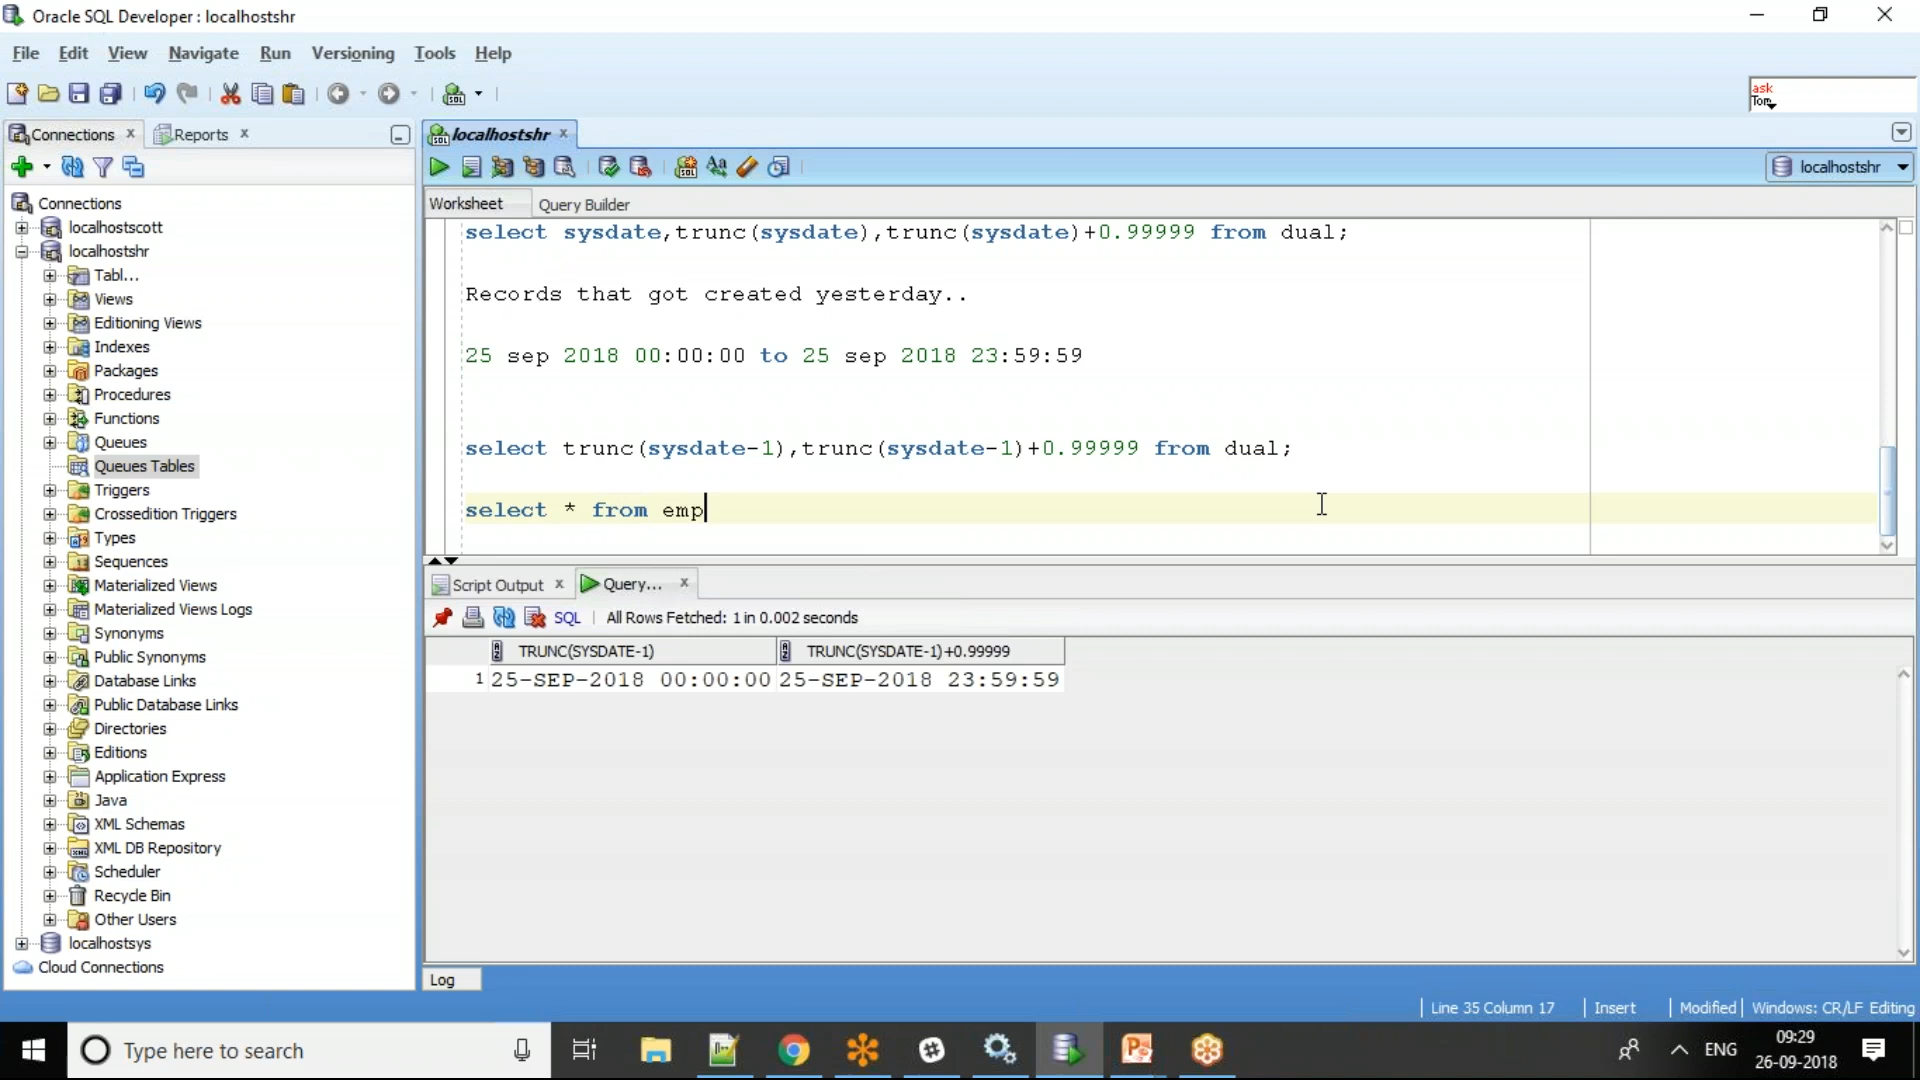 Oracle SQL Developer : localhostshr
File Edit View Navigate Run Versioning Tools Help
ask
Tom
Connections Reports
Connections
localhostscott
localhostshr
Tabl...
Views
Editioning Views
Indexes
Packages
Procedures
Functions
Queues
Queues Tables
Triggers
Crossedition Triggers
Types
Sequences
Materialized Views
Materialized Views Logs
Synonyms
Public Synonyms
Database Links
Public Database Links
Directories
Editions
Application Express
Java
XML Schemas
XML DB Repository
Scheduler
Recycle Bin
Other Users
localhostsys
Cloud Connections
localhostshr
localhostshr
Worksheet Query Builder
select sysdate,trunc(sysdate),trunc(sysdate)+0.99999 from dual;
Records that got created yesterday..
25 sep 2018 00:00:00 to 25 sep 2018 23:59:59
select trunc(sysdate-1),trunc(sysdate-1)+0.99999 from dual;
select * from emp
Script Output Query...
SQL All Rows Fetched: 1 in 0.002 seconds
TRUNC(SYSDATE-1) TRUNC(SYSDATE-1)+0.99999
1 25-SEP-2018 00:00:00 25-SEP-2018 23:59:59
Log
Line 35 Column 17 Insert Modified Windows: CR/LF Editing
Type here to search
ENG
09:29
26-09-2018